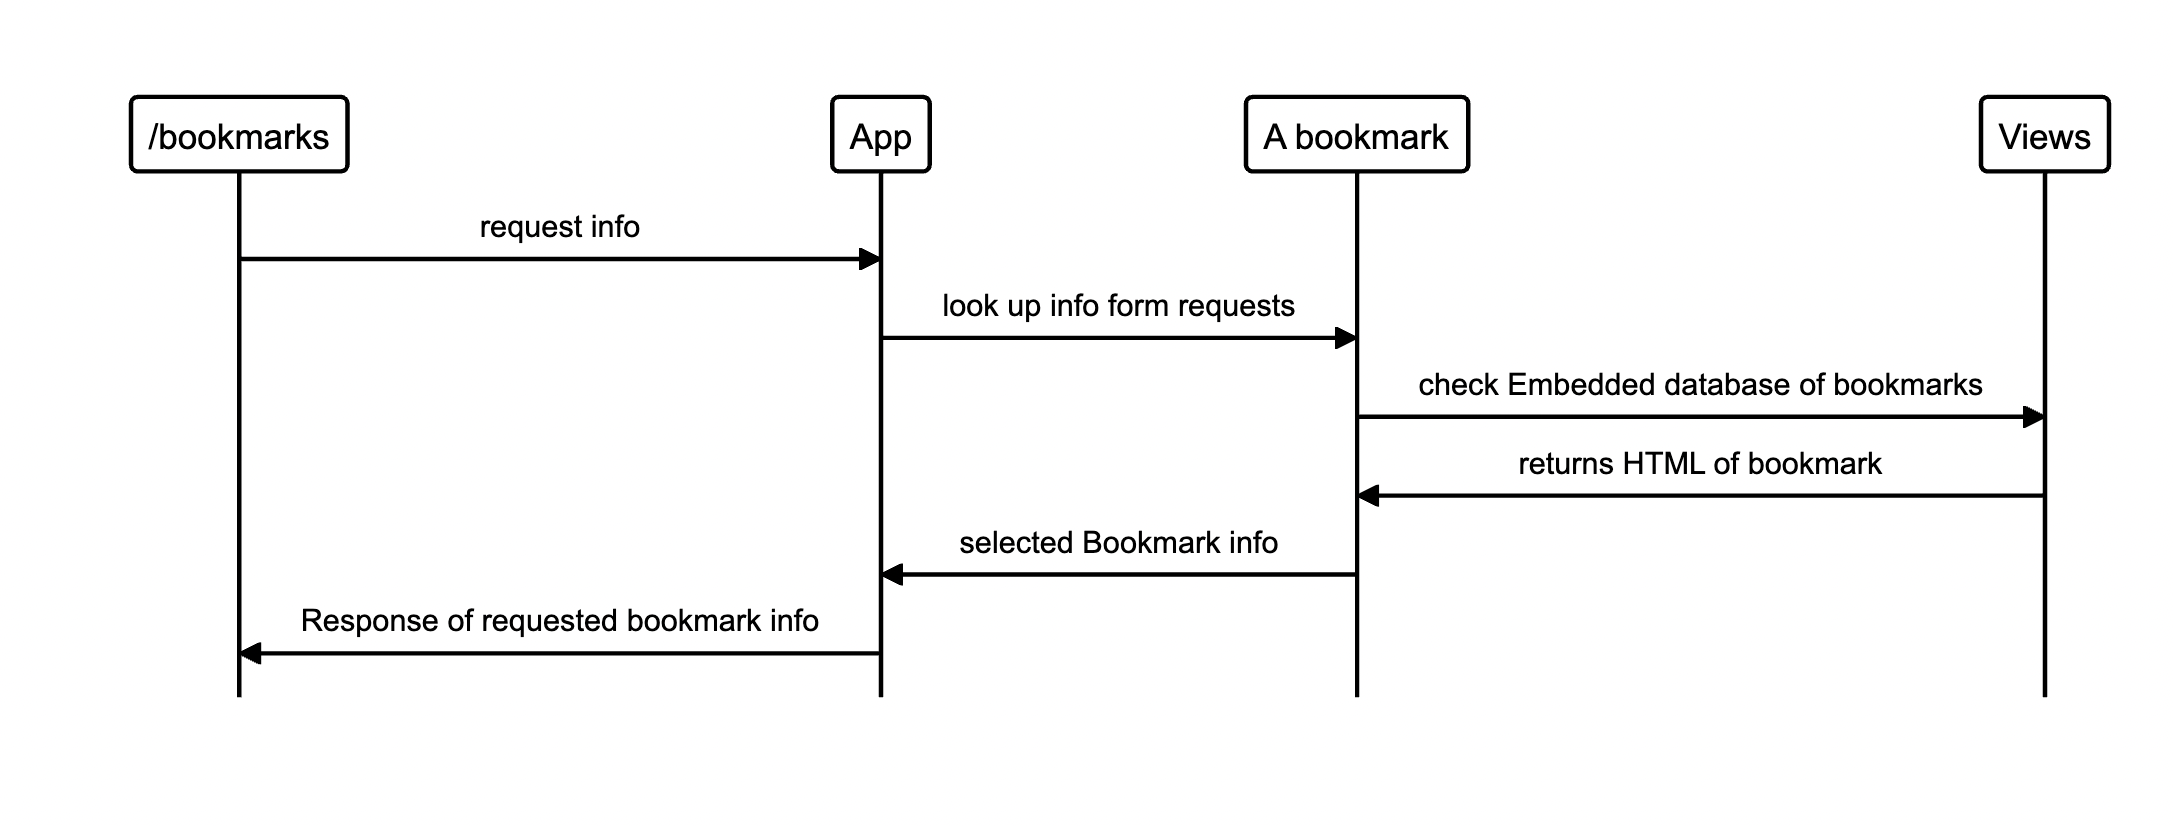 /bookmarks
App
A bookmark
Views
request info
look up info form requests
check Embedded database of bookmarks
returns HTML of bookmark
selected Bookmark info
Response of requested bookmark info